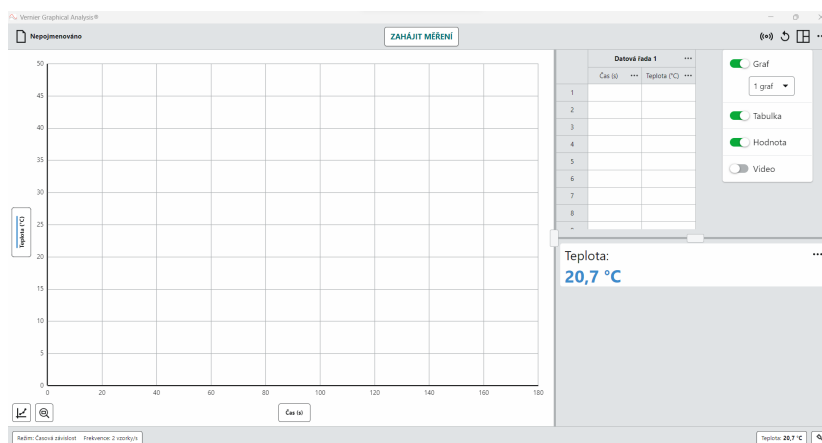 Vernier Graphical Analysis®
Nepojmenováno
ZAHÁJIT MĚŘENÍ
Datová řada 1
Čas (s) Teplota (°C)
1
2
3
4
5
6
7
8
Graf
1 graf
Tabulka
Hodnota
Video
50
45
40
35
30
25
20
15
10
5
0
Teplota (°C)
0 20 40 60 80 100 120 140 160 180
Čas (s)
Teplota:
20,7 °C
Režim: Časová závislost Frekvence: 2 vzorky/s
Teplota: 20,7 °C